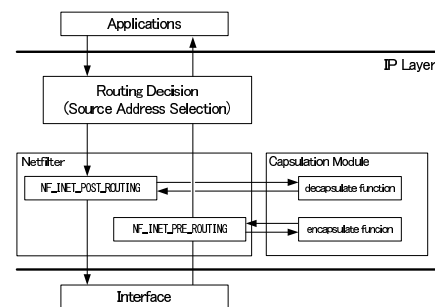 Applications
IP Layer
Routing Decision
(Source Address Selection)
Netfilter
Capsulation Module
NF_INET_POST_ROUTING
decapsulate function
NF_INET_PRE_ROUTING
encapsulate funcion
Interface